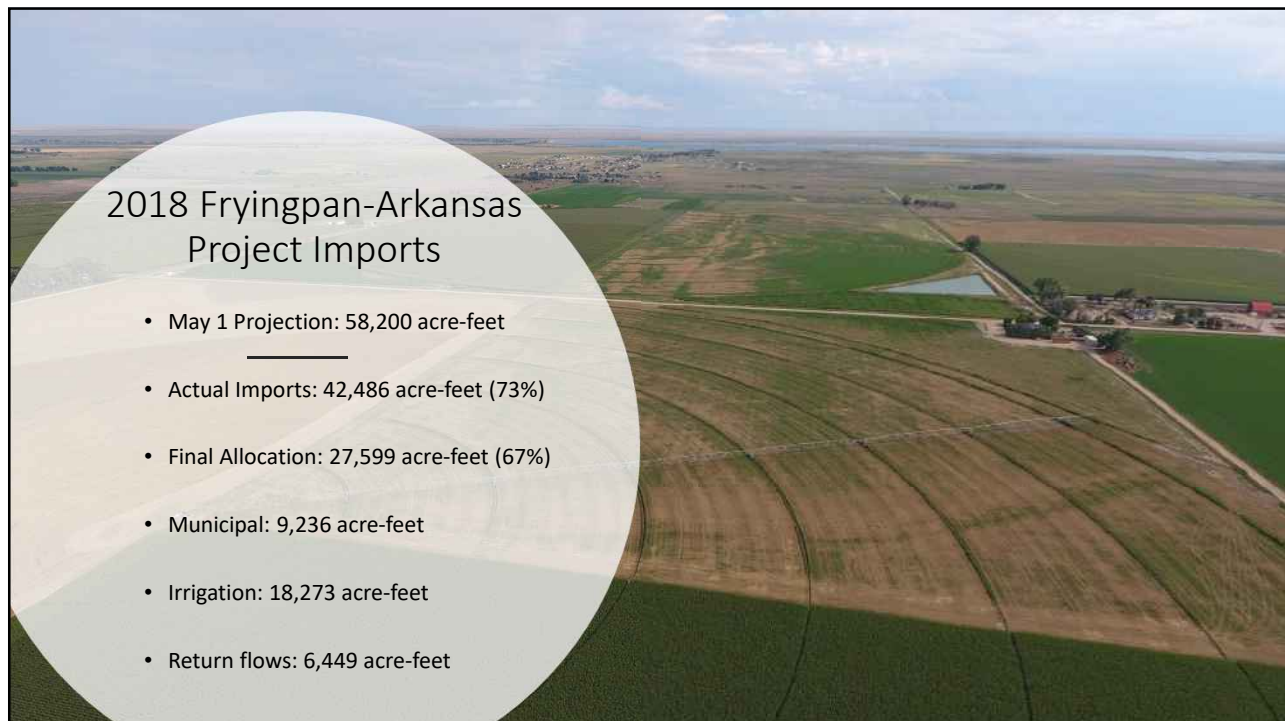 2018 Fryingpan-Arkansas
Project Imports
• May 1 Projection: 58,200 acre-feet
• Actual Imports: 42,486 acre-feet (73%)
• Final Allocation: 27,599 acre-feet (67%)
• Municipal: 9,236 acre-feet
• Irrigation: 18,273 acre-feet
• Return flows: 6,449 acre-feet